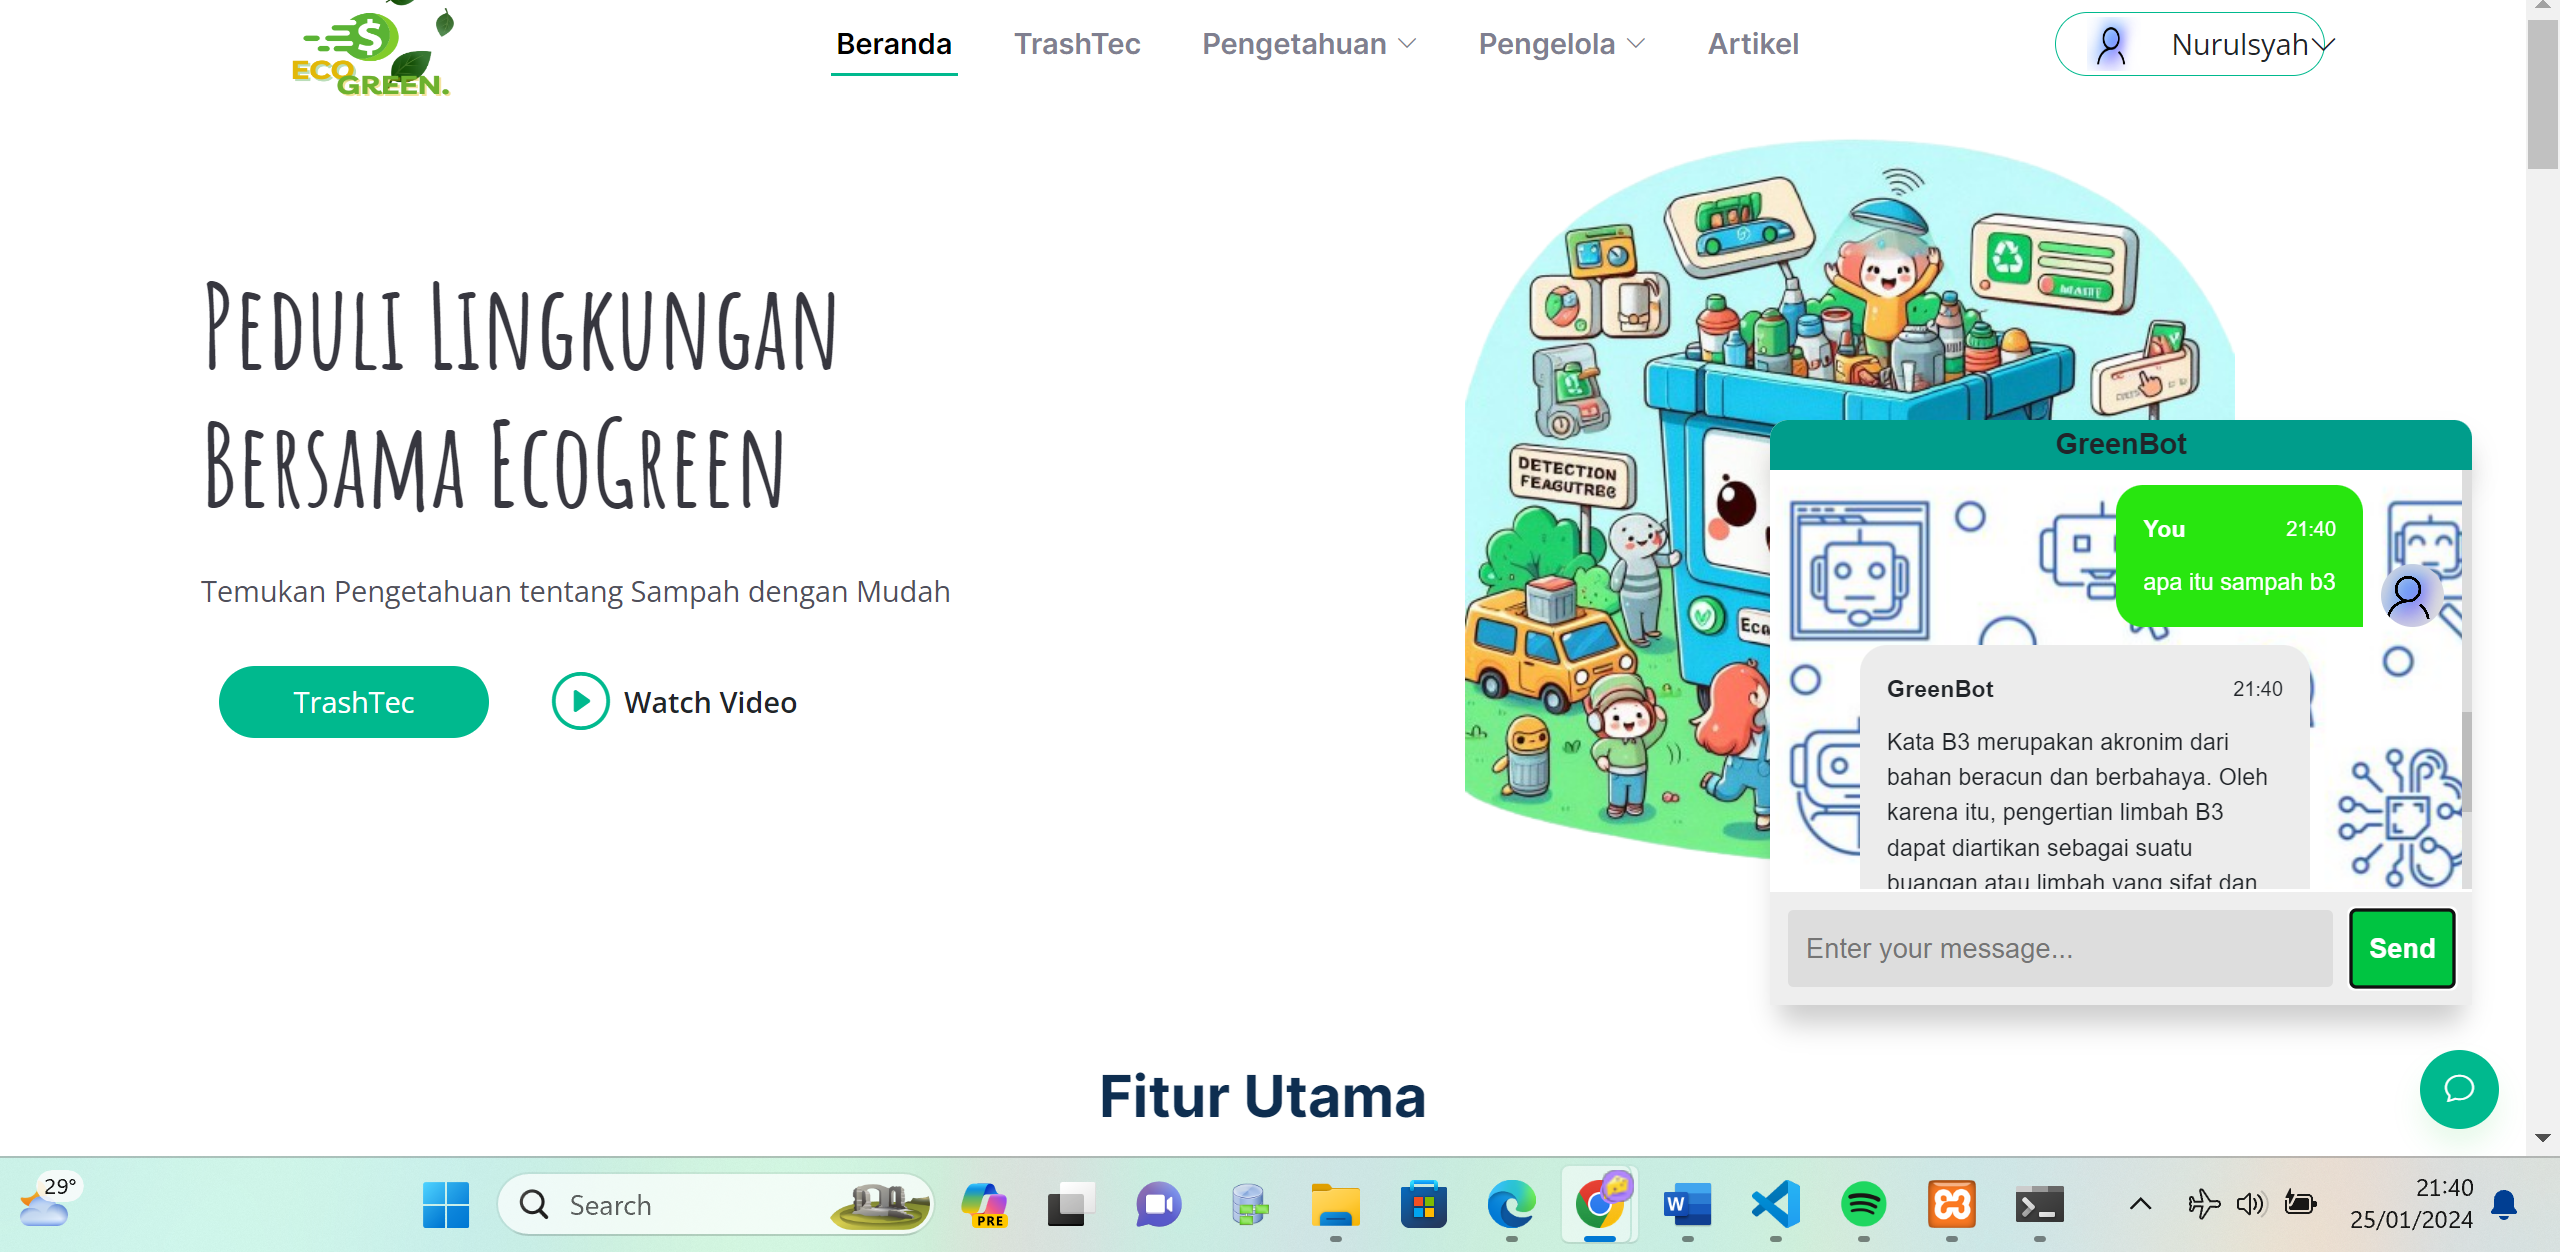 ECO
GREEN.
Beranda
TrashTec
Pengetahuan
Pengelola
Artikel
Nurulsyah
PEDULI LINGKUNGAN
BERSAMA ECOGREEN
Temukan Pengetahuan tentang Sampah dengan Mudah
TrashTec
Watch Video
DETECTION
FEAGUTREG
Eco
GreenBot
You 21:40
apa itu sampah b3
GreenBot 21:40
Kata B3 merupakan akronim dari
bahan beracun dan berbahaya. Oleh
karena itu, pengertian limbah B3
dapat diartikan sebagai suatu
buangan atau limbah yang sifat dan
Enter your message...
Send
Fitur Utama
29°
Search
PRE
21:40
25/01/2024